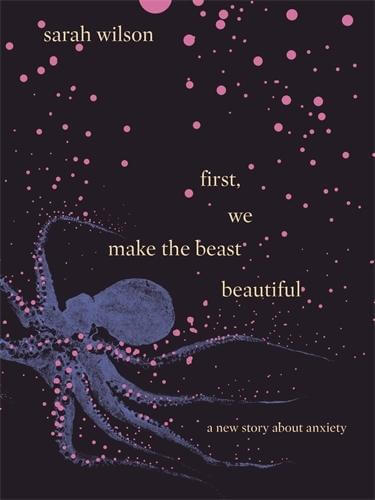 sarah wilson
first,
we
make the beast
beautiful
a new story about anxiety